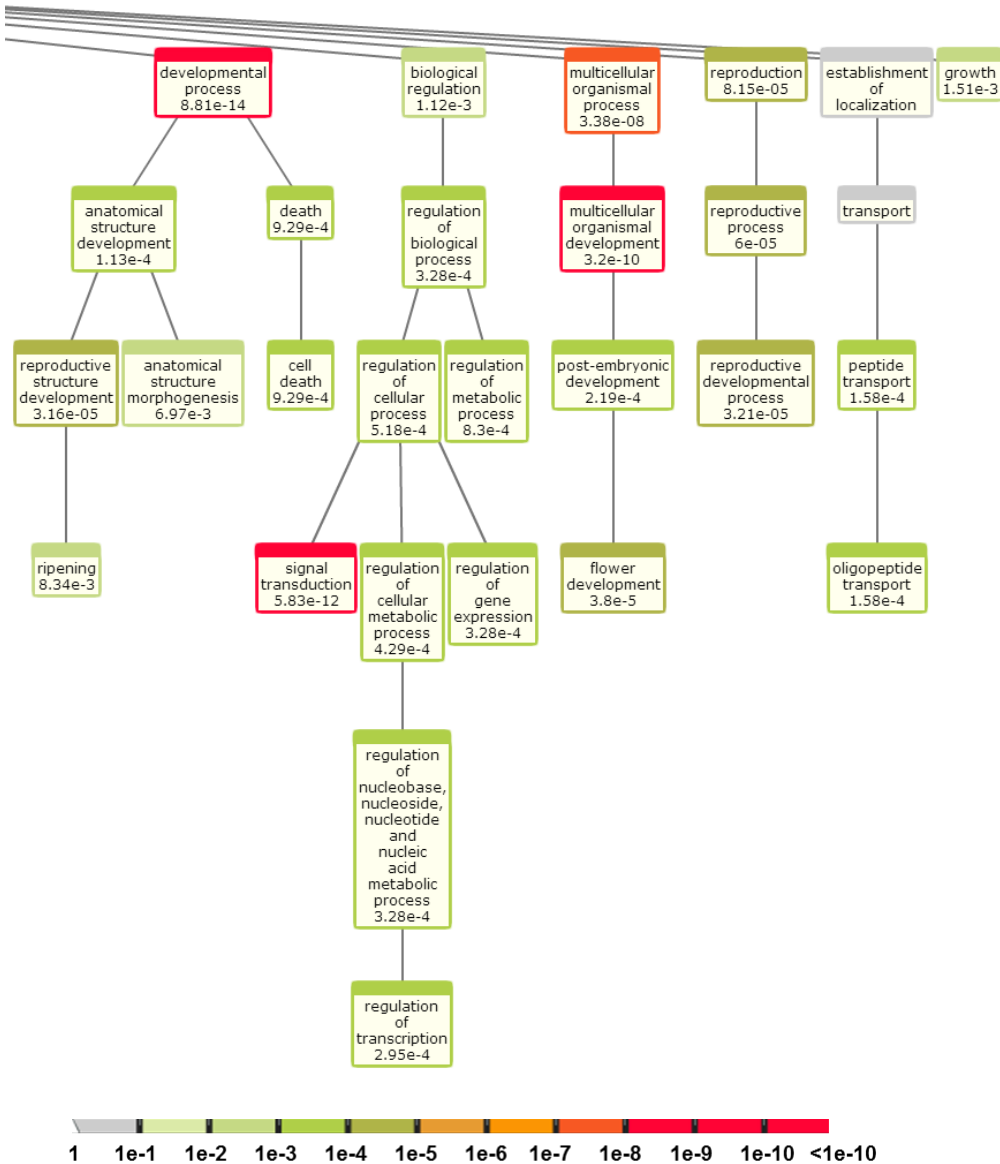 developmental
process
8.81e-14
biological
regulation
1.12e-3
multicellular
organismal
process
3.38e-08
reproduction
8.15e-05
establishment
of
localization
growth
1.51e-3
anatomical
structure
development
1.13e-4
death
9.29e-4
regulation
of
biological
process
3.28e-4
multicellular
organismal
development
3.2e-10
reproductive
process
6e-05
transport
reproductive
structure
development
3.16e-05
anatomical
structure
morphogenesis
6.97e-3
cell
death
9.29e-4
regulation
of
cellular
process
5.18e-4
regulation
of
metabolic
process
8.3e-4
post-embryonic
development
2.19e-4
reproductive
developmental
process
3.21e-05
peptide
transport
1.58e-4
ripening
8.34e-3
signal
transduction
5.83e-12
regulation
of
cellular
metabolic
process
4.29e-4
regulation
of
gene
expression
3.28e-4
flower
development
3.8e-5
oligopeptide
transport
1.58e-4
regulation
of
nucleobase,
nucleoside,
nucleotide
and
nucleic
acid
metabolic
process
3.28e-4
regulation
of
transcription
2.95e-4
1 1e-1 1e-2 1e-3 1e-4 1e-5 1e-6 1e-7 1e-8 1e-9 1e-10 <1e-10